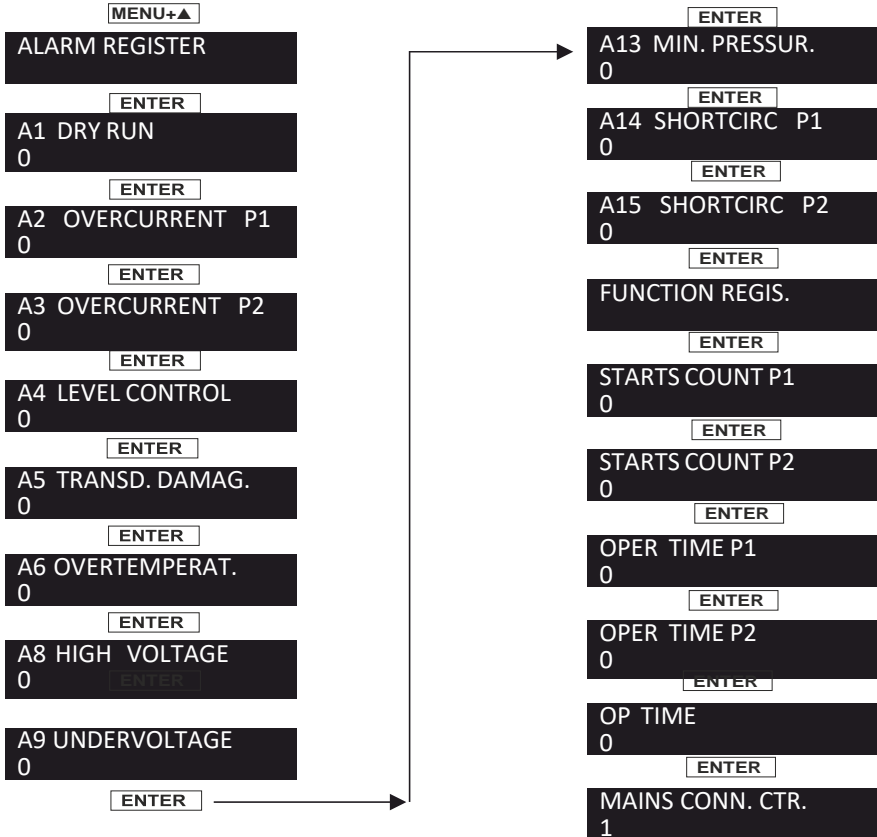 MENU+▲
ALARM REGISTER
ENTER
A1 DRY RUN
0
ENTER
A2 OVERCURRENT P1
0
ENTER
A3 OVERCURRENT P2
0
ENTER
A4 LEVEL CONTROL
0
ENTER
A5 TRANSD. DAMAG.
0
ENTER
A6 OVERTEMPERAT.
0
ENTER
A8 HIGH VOLTAGE
0
ENTER
A9 UNDERVOLTAGE
0
ENTER
ENTER
A13 MIN. PRESSUR.
0
ENTER
A14 SHORTCIRC P1
0
ENTER
A15 SHORTCIRC P2
0
ENTER
FUNCTION REGIS.
ENTER
STARTS COUNT P1
0
ENTER
STARTS COUNT P2
0
ENTER
OPER TIME P1
0
ENTER
OPER TIME P2
0
ENTER
OP TIME
0
ENTER
MAINS CONN. CTR.
1